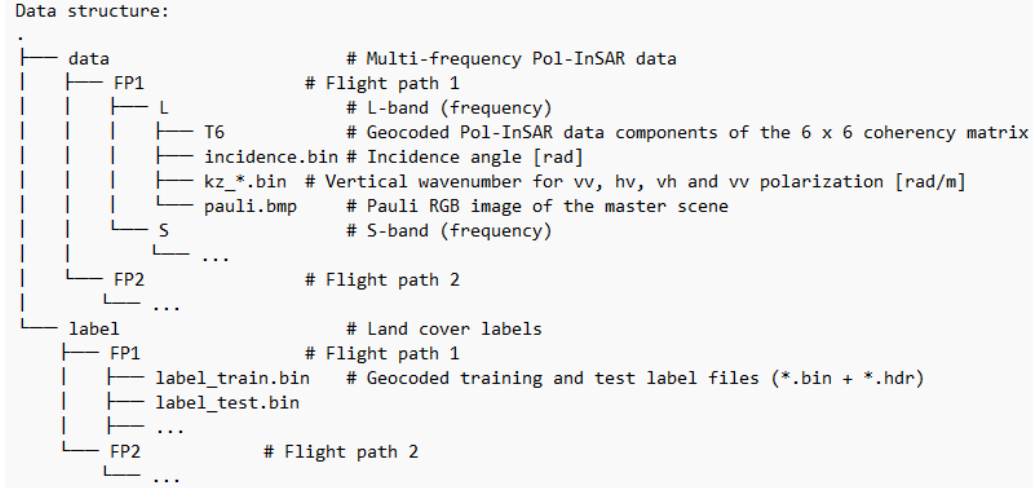 Data structure:
.
├── data                        # Multi-frequency Pol-InSAR data
│   ├── FP1                 # Flight path 1
│   │   ├── L                   # L-band (frequency)
│   │   │   ├── T6              # Geocoded Pol-InSAR data components of the 6 x 6 coherency matrix
│   │   │   ├── incidence.bin # Incidence angle [rad]
│   │   │   ├── kz_*.bin  # Vertical wavenumber for vv, hv, vh and vv polarization [rad/m]
│   │   │   └── pauli.bmp       # Pauli RGB image of the master scene
│   │   └── S                   # S-band (frequency)
│   │       └── ...
│   └── FP2                 # Flight path 2
│       └── ...
└── label                       # Land cover labels
    ├── FP1                 # Flight path 1
    │   ├── label_train.bin    # Geocoded training and test label files (*.bin + *.hdr)
    │   ├── label_test.bin
    │   ├── ...
    └── FP2             # Flight path 2
        └── ...